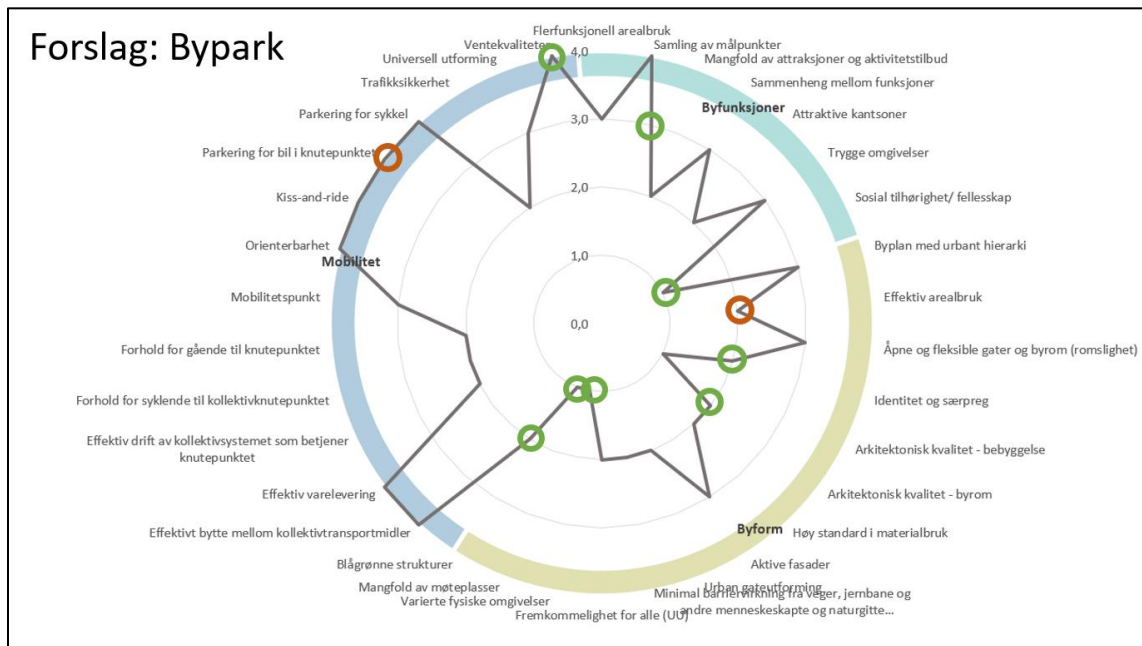 Forslag: Bypark
Flerfunksjonell arealbruk
4,0
Samling av målpunkter
Mangfold av attraksjoner og aktivitetstilbud
Sammenheng mellom funksjoner
Byfunksjoner
Attraktive kantsoner
Trygge omgivelser
Sosial tilhørighet/ fellesskap
Byplan med urbant hierarki
Effektiv arealbruk
Åpne og fleksible gater og byrom (romslighet)
Identitet og særpreg
Arkitektonisk kvalitet - bebyggelse
Arkitektonisk kvalitet - byrom
Byform
Høy standard i materialbruk
Aktive fasader
Urban gateutforming
Minimal barriervirkning fra veger, jernbane og
andre menneskeskapte og naturgitte…
Fremkommelighet for alle (UU)
Varierte fysiske omgivelser
Mangfold av møteplasser
Blågrønne strukturer
Effektivt bytte mellom kollektivtransportmidler
Effektiv varelevering
Effektiv drift av kollektivsystemet som betjener
knutepunktet
Forhold for syklende til kollektivknutepunktet
Forhold for gående til knutepunktet
Mobilitetspunkt
Mobilitet
Orienterbarhet
Kiss-and-ride
Parkering for bil i knutepunktet
Parkering for sykkel
Trafikksikkerhet
Universell utforming
Ventekvaliteter
3,0
2,0
1,0
0,0